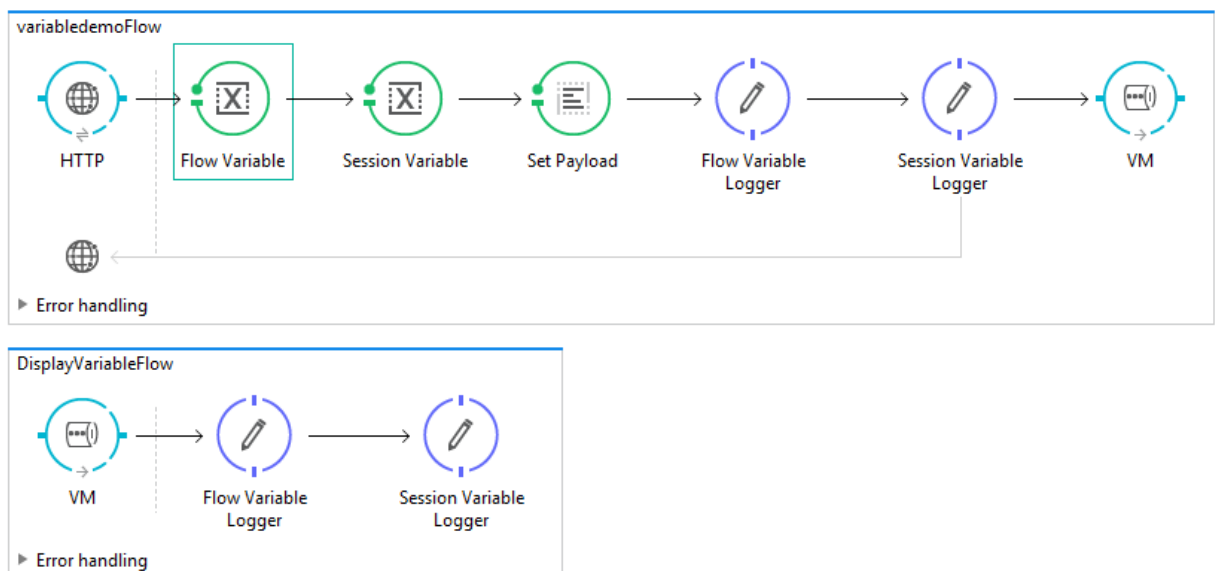 variabledemoFlow
HTTP
Flow Variable
Session Variable
Set Payload
Flow Variable
Logger
Session Variable
Logger
VM
Error handling
DisplayVariableFlow
VM
Flow Variable
Logger
Session Variable
Logger
Error handling